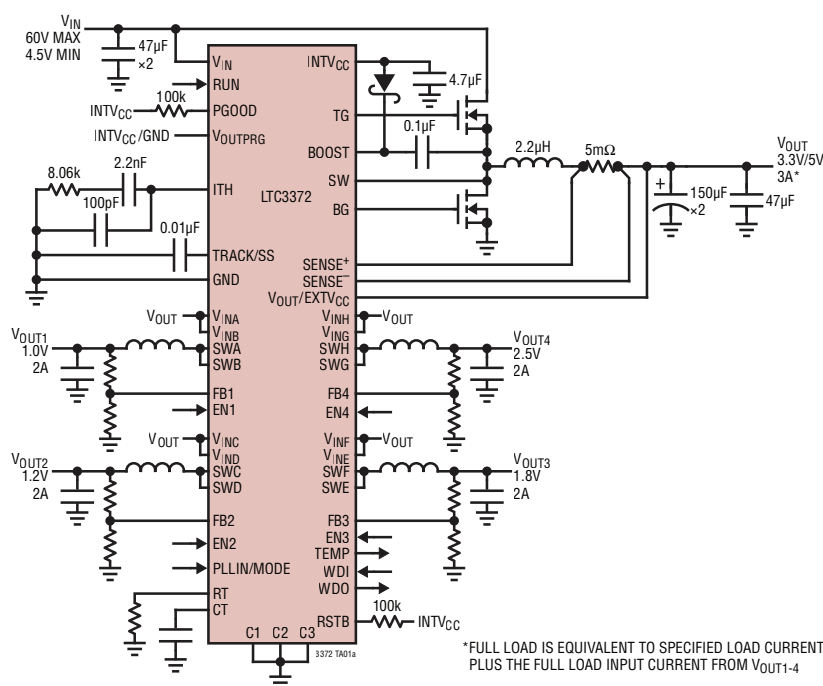 VIN
60V MAX
4.5V MIN
47µF
×2
VIN
RUN
INTVCC
100k
PGOOD
INTVCC/GND
VOUTPRG
8.06k
2.2nF
100pF
ITH
0.01µF
TRACK/SS
GND
LTC3372
INTVCC
4.7µF
TG
0.1µF
BOOST
SW
BG
2.2µH
5mΩ
VOUT
3.3V/5V
3A*
150µF
×2
47µF
SENSE+
SENSE–
VOUT/EXTVCC
VOUT
VINA
VINB
VOUT1
1.0V
2A
SWA
SWB
FB1
EN1
VINH
VOUT
VING
SWH
SWG
VOUT4
2.5V
2A
FB4
EN4
VOUT
VINC
VIND
VOUT2
1.2V
2A
SWC
SWD
FB2
EN2
PLLIN/MODE
RT
CT
VINF
VOUT
VINE
SWF
SWE
VOUT3
1.8V
2A
FB3
EN3
TEMP
WDI
WDO
100k
RSTB
INTVCC
C1 C2 C3
3372 TA01a
*FULL LOAD IS EQUIVALENT TO SPECIFIED LOAD CURRENT
PLUS THE FULL LOAD INPUT CURRENT FROM VOUT1-4